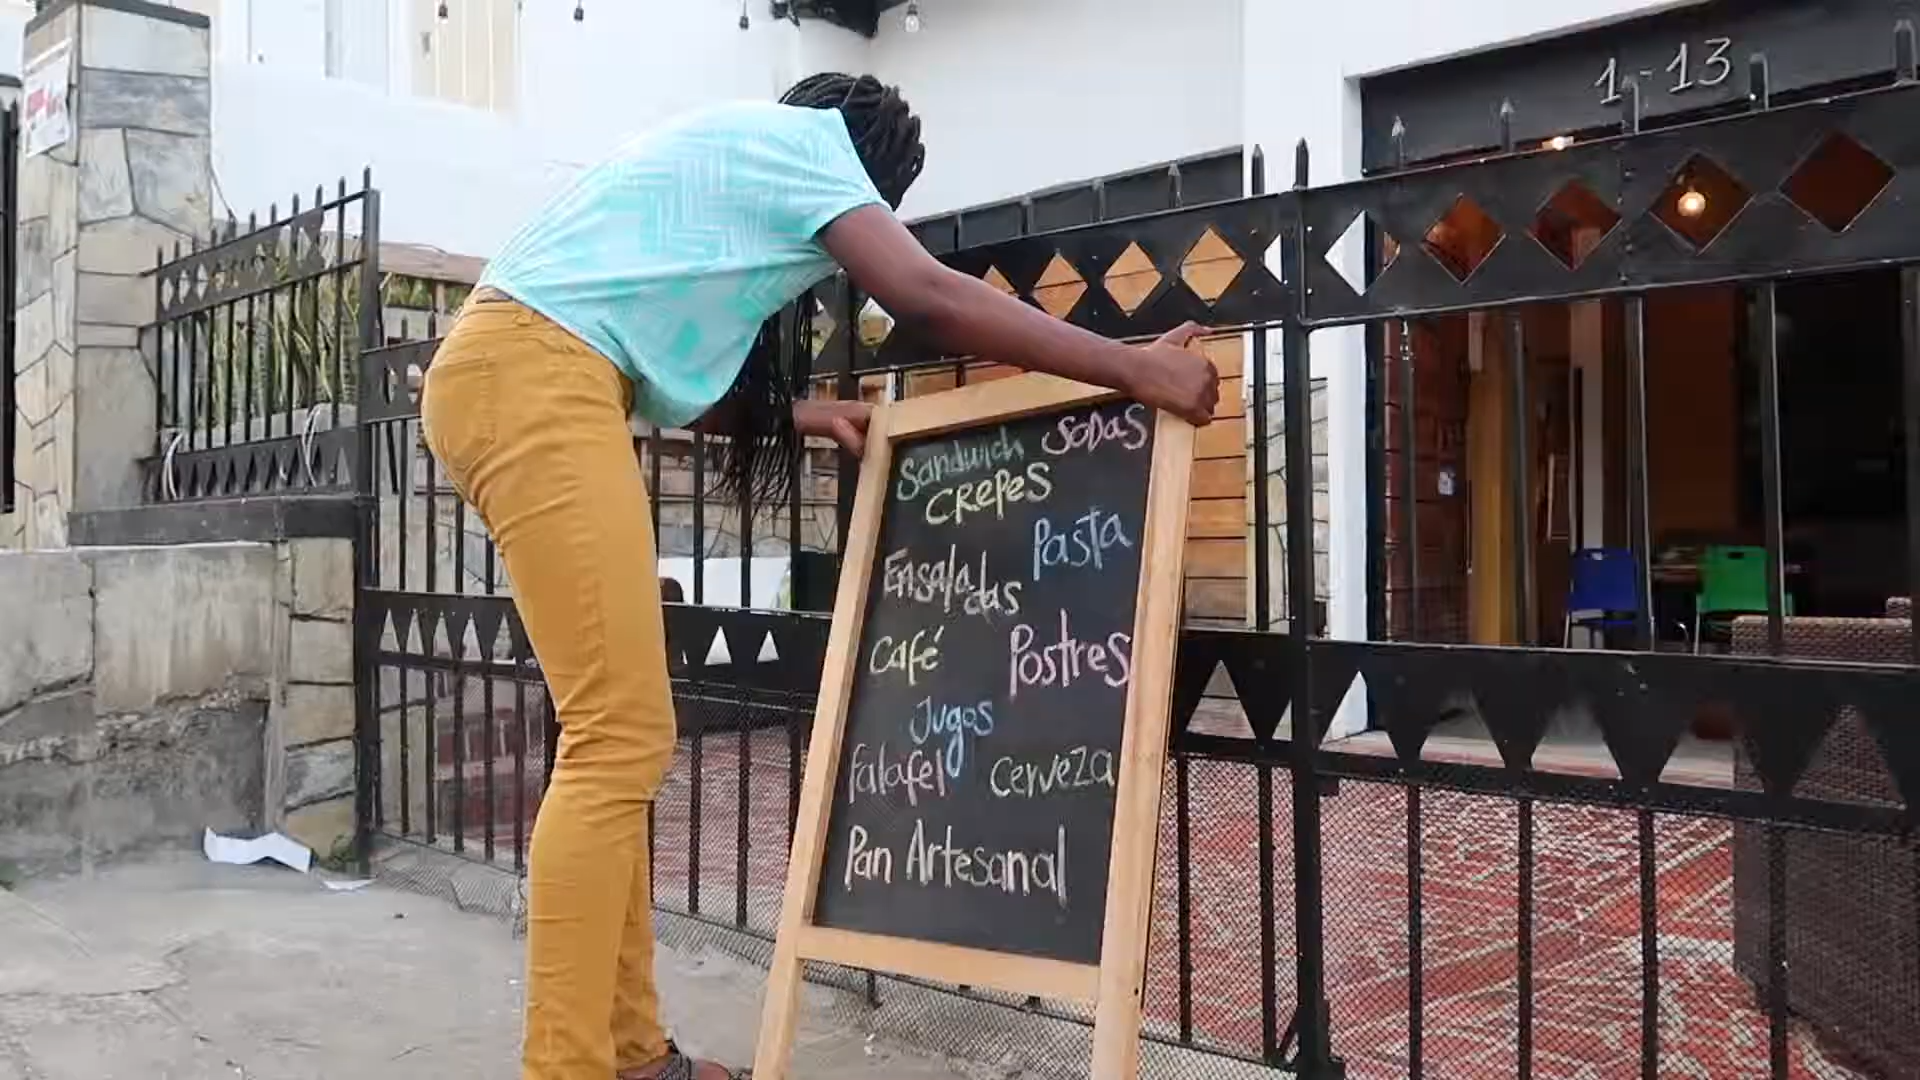 1-13
Sandwich SODAS
CRePeS
Pasta
Ensaladas
Café Postres
Jugos
Falafel Cerveza
Pan Artesanal